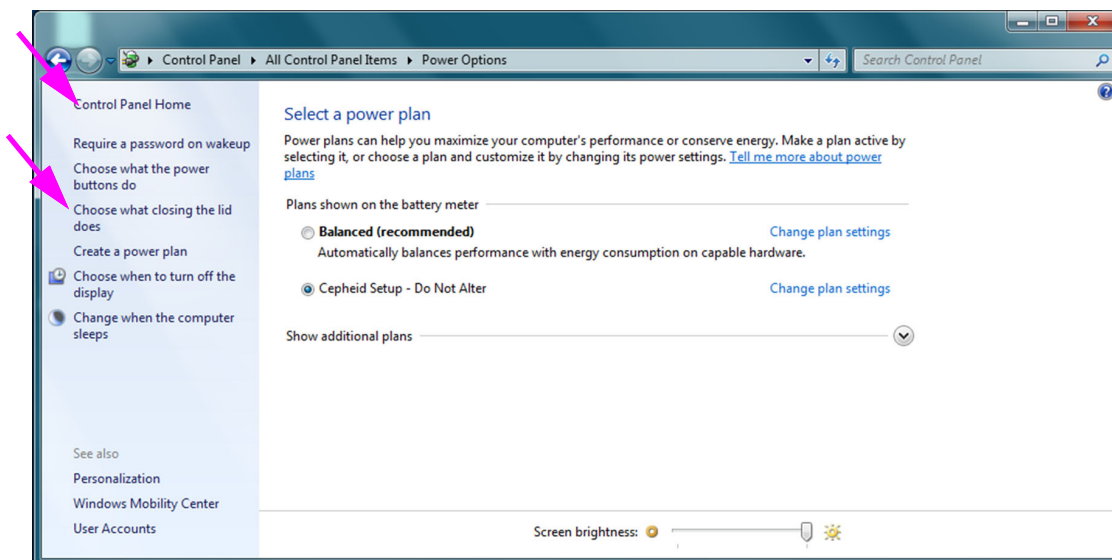 Control Panel ▸ All Control Panel Items ▸ Power Options
Search Control Panel
Control Panel Home
Require a password on wakeup
Choose what the power
buttons do
Choose what closing the lid
does
Create a power plan
Choose when to turn off the
display
Change when the computer
sleeps
See also
Personalization
Windows Mobility Center
User Accounts
Select a power plan
Power plans can help you maximize your computer's performance or conserve energy. Make a plan active by
selecting it, or choose a plan and customize it by changing its power settings. Tell me more about power
plans
Plans shown on the battery meter
Balanced (recommended) Change plan settings
Automatically balances performance with energy consumption on capable hardware.
Cepheid Setup - Do Not Alter Change plan settings
Show additional plans
Screen brightness: